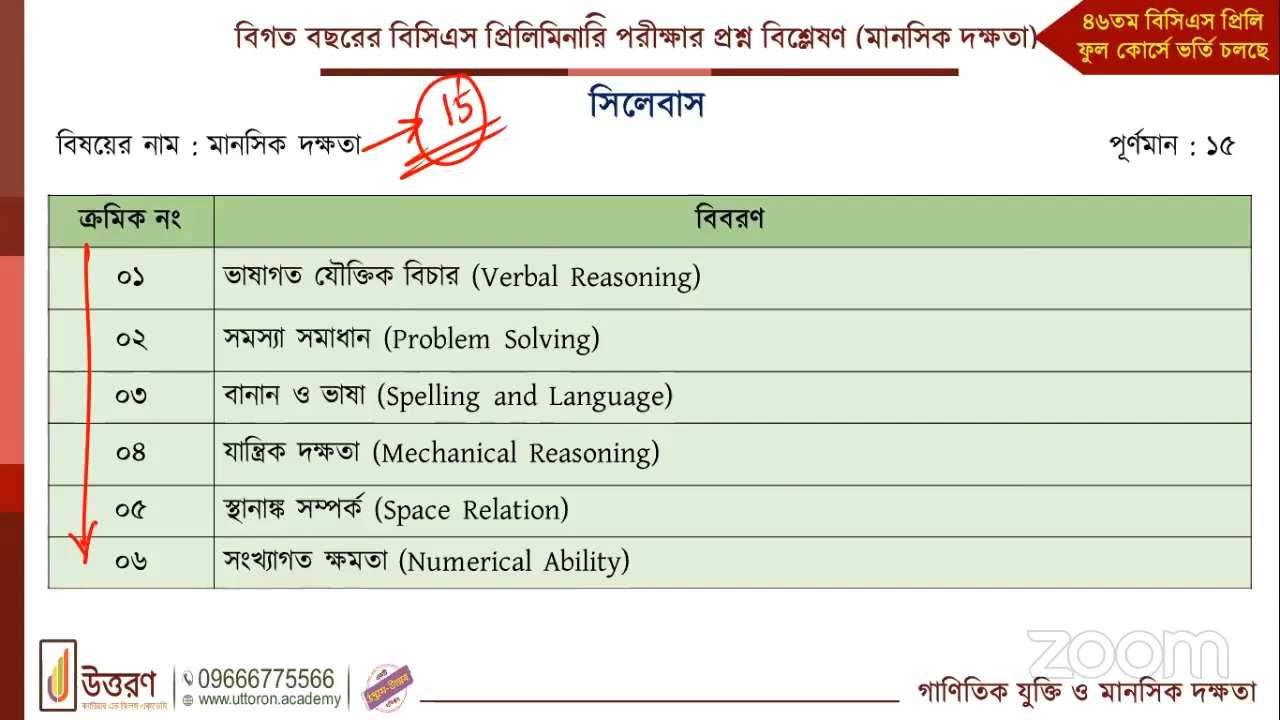 বিগত বছরের বিসিএস প্রিলিমিনারি পরীক্ষার প্রশ্ন বিশ্লেষণ (মানসিক দক্ষতা)
৪৬তম বিসিএস প্রিলি
ফুল কোর্সে ভর্তি চলছে
সিলেবাস
15
বিষয়ের নাম : মানসিক দক্ষতা
পূর্ণমান : ১৫
ক্রমিক নং বিবরণ
০১ ভাষাগত যৌক্তিক বিচার (Verbal Reasoning)
০২ সমস্যা সমাধান (Problem Solving)
০৩ বানান ও ভাষা (Spelling and Language)
০৪ যান্ত্রিক দক্ষতা (Mechanical Reasoning)
০৫ স্থানাঙ্ক সম্পর্ক (Space Relation)
০৬ সংখ্যাগত ক্ষমতা (Numerical Ability)
উত্তরণ
ক্যারিয়ার এন্ড স্কিলস একাডেমি
09666775566
www.uttoron.academy
zoom
গাণিতিক যুক্তি ও মানসিক দক্ষতা